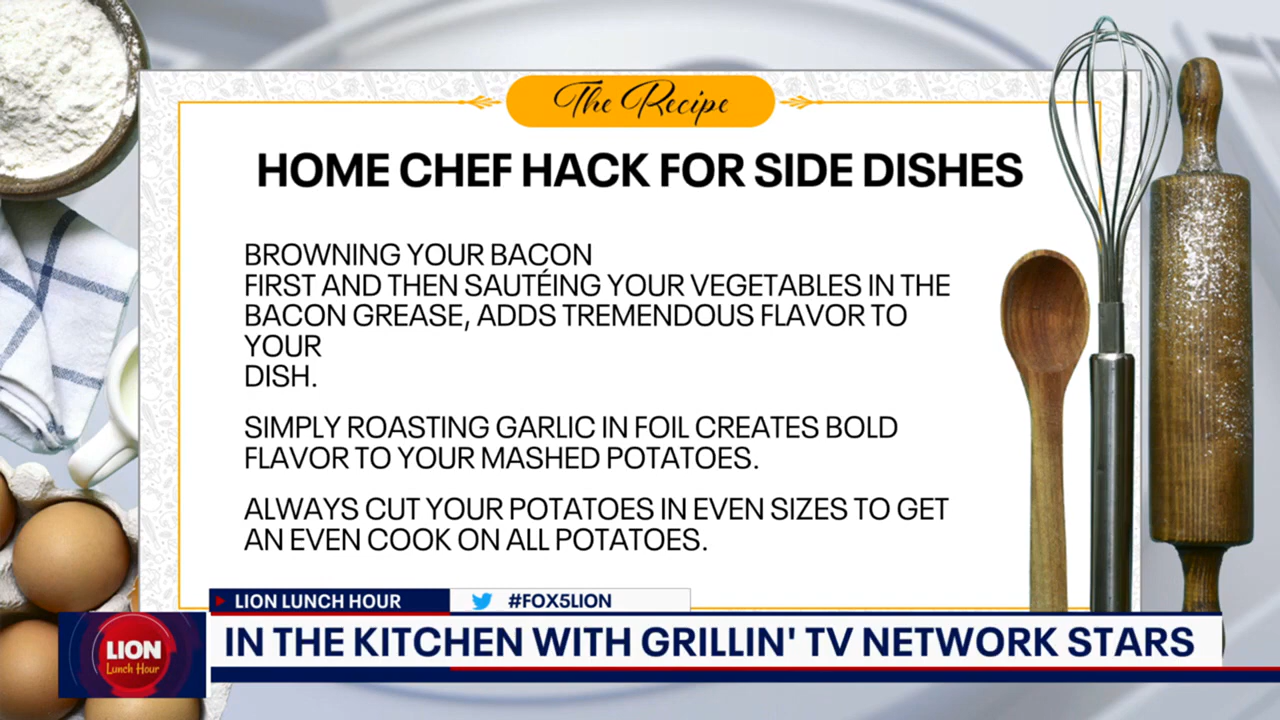 The Recipe
HOME CHEF HACK FOR SIDE DISHES
BROWNING YOUR BACON
FIRST AND THEN SAUTÉING YOUR VEGETABLES IN THE
BACON GREASE, ADDS TREMENDOUS FLAVOR TO
YOUR
DISH.
SIMPLY ROASTING GARLIC IN FOIL CREATES BOLD
FLAVOR TO YOUR MASHED POTATOES.
ALWAYS CUT YOUR POTATOES IN EVEN SIZES TO GET
AN EVEN COOK ON ALL POTATOES.
LION LUNCH HOUR
#FOX5LION
IN THE KITCHEN WITH GRILLIN' TV NETWORK STARS
LION
Lunch Hour